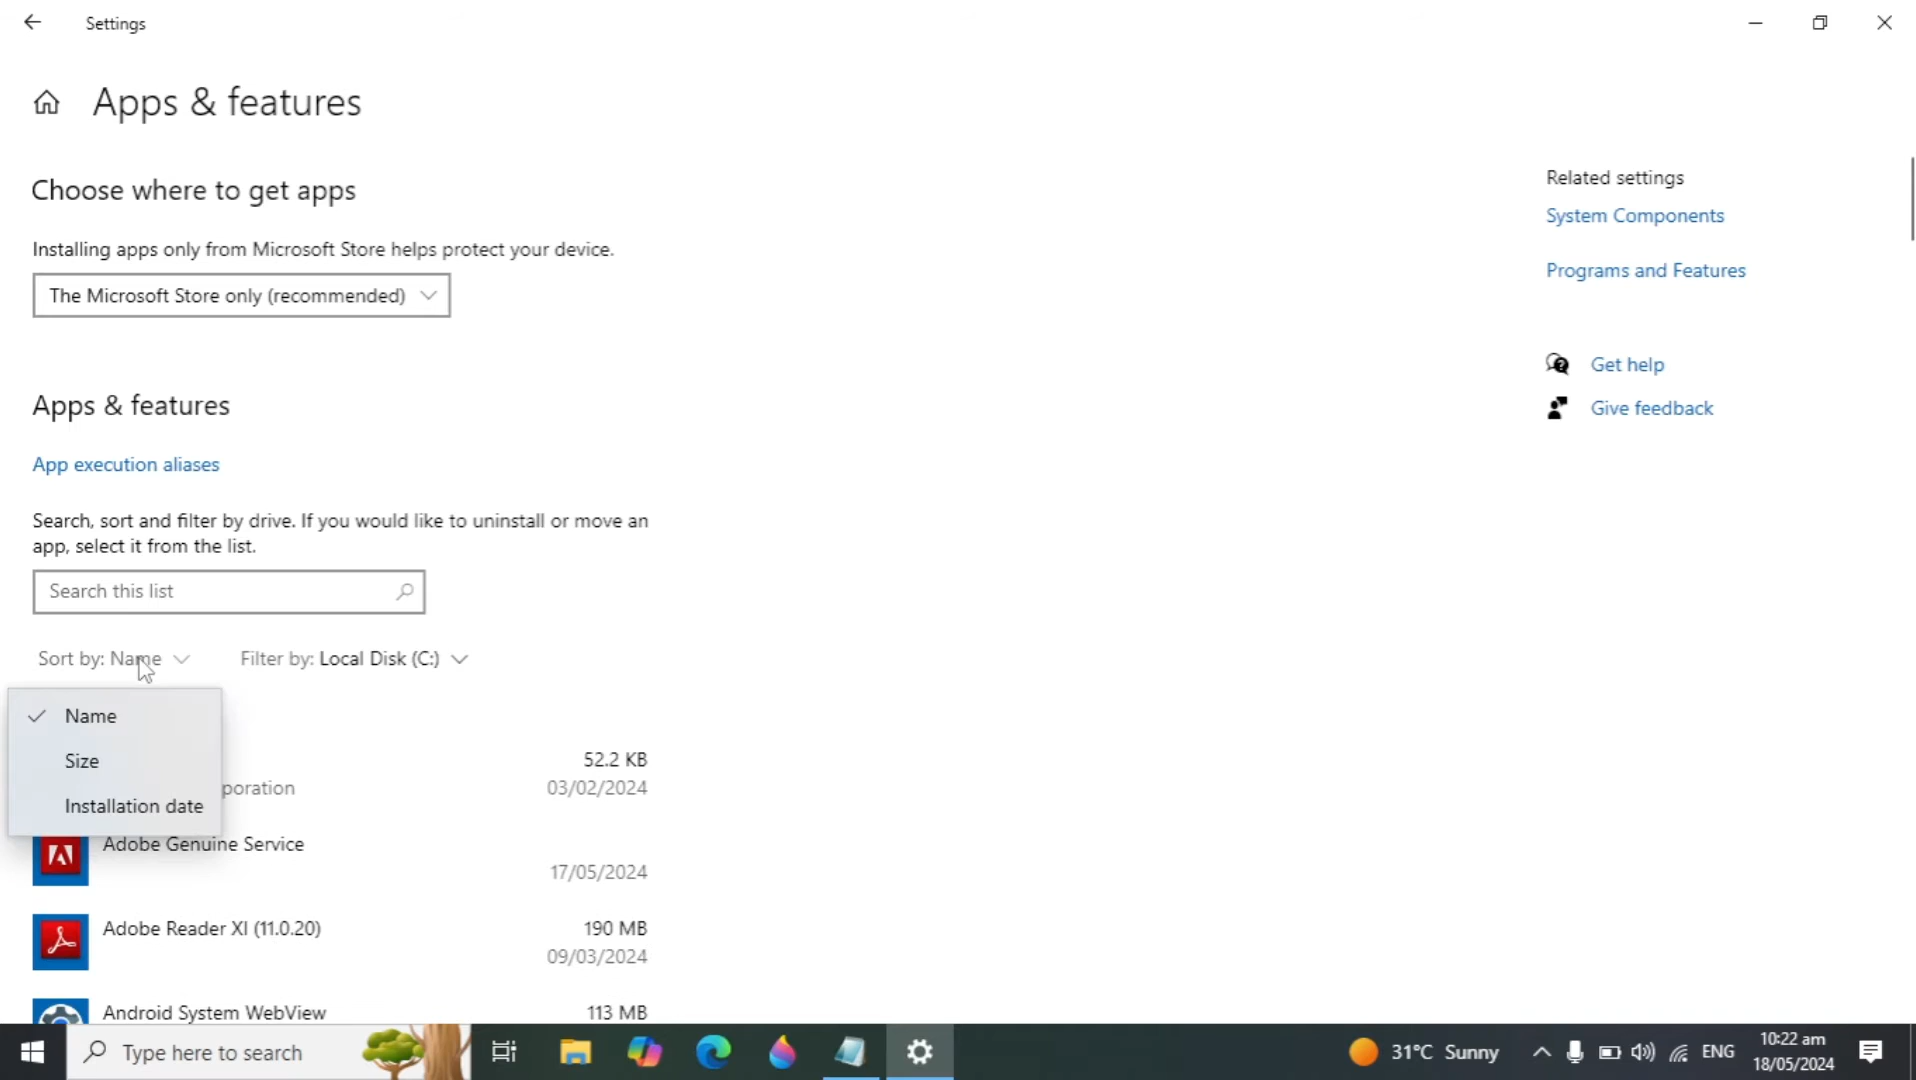 Settings
Apps & features
Choose where to get apps
Installing apps only from Microsoft Store helps protect your device.
The Microsoft Store only (recommended)
Related settings
System Components
Programs and Features
Get help
Give feedback
Apps & features
App execution aliases
Search, sort and filter by drive. If you would like to uninstall or move an
app, select it from the list.
Search this list
Sort by: Name
Filter by: Local Disk (C:)
Name
Size
Installation date
52.2 KB
poration
03/02/2024
Adobe Genuine Service
17/05/2024
Adobe Reader XI (11.0.20)
190 MB
09/03/2024
Android System WebView
113 MB
Type here to search
31°C Sunny
ENG
10:22 am
18/05/2024